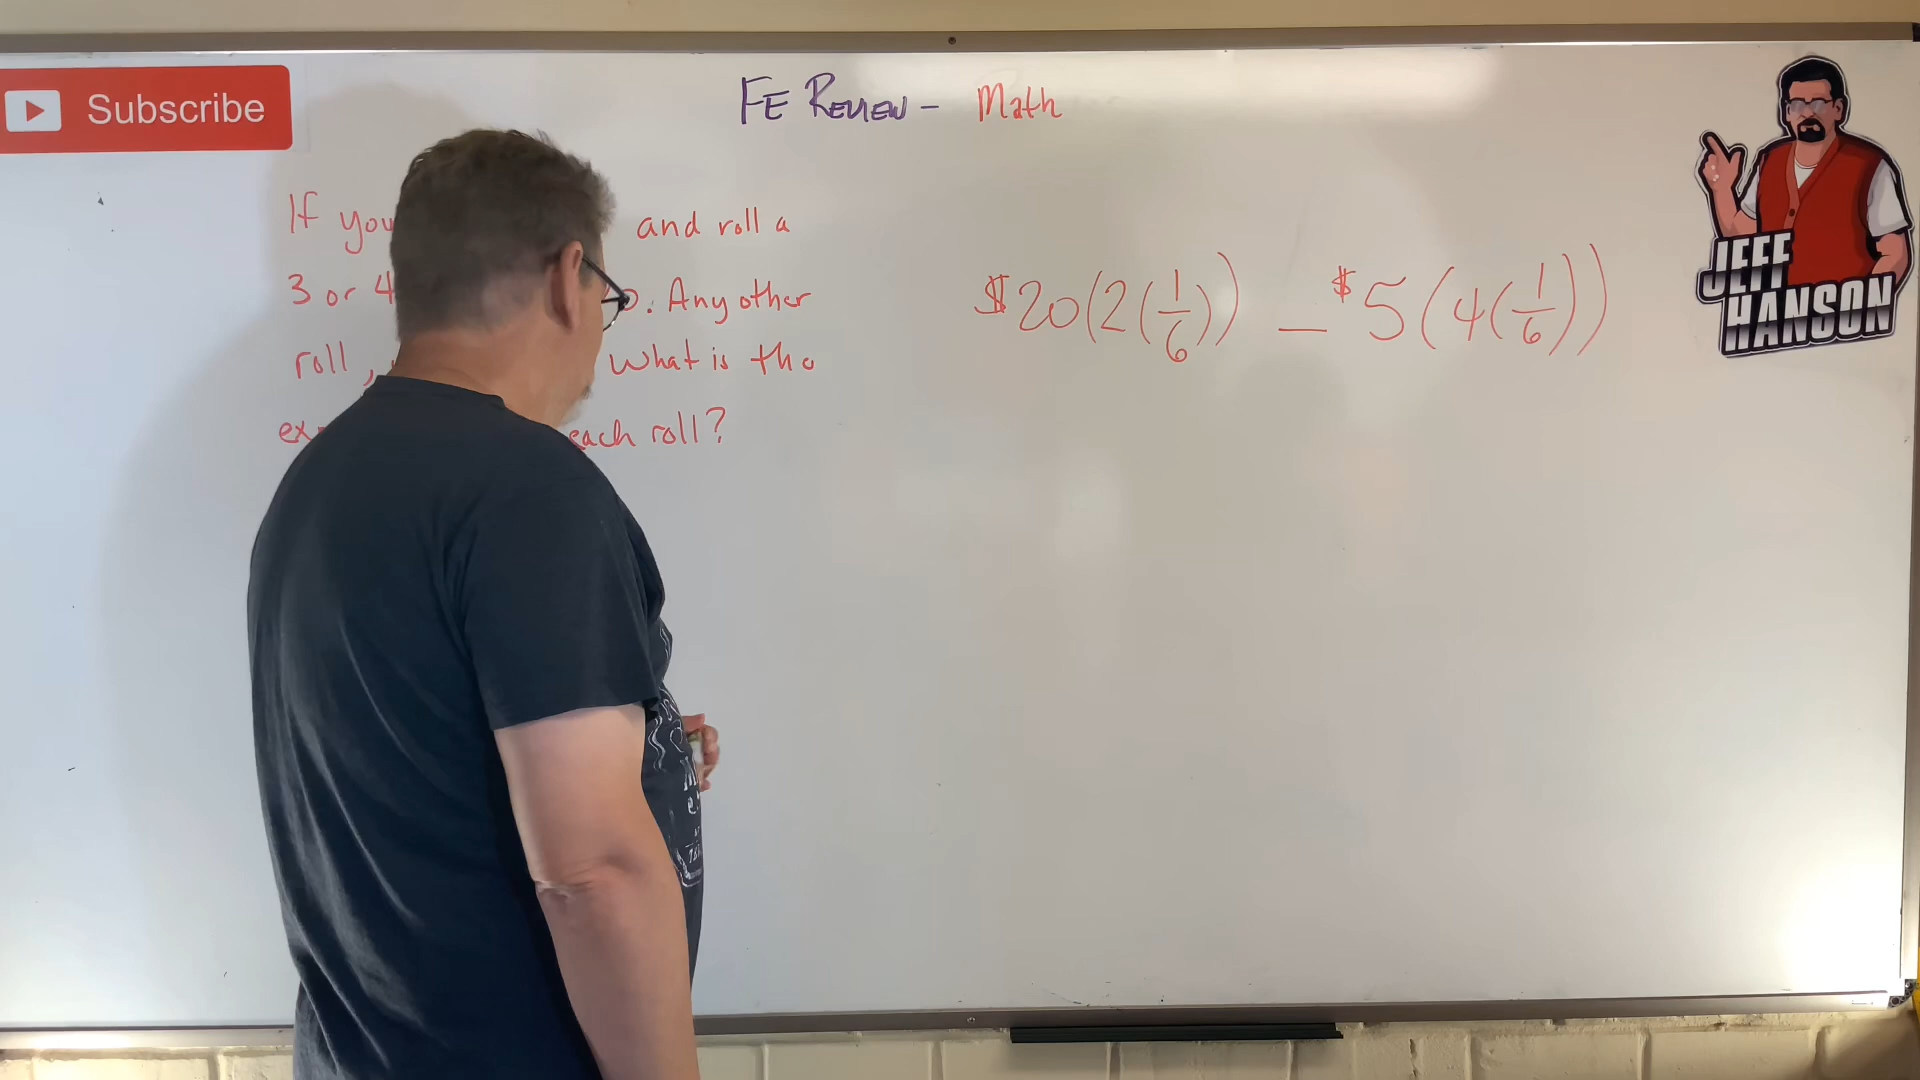 Subscribe
FE REVIEW - Math
If you and roll a
3 or 4 0. Any other
roll, What is the
each roll?
$20(2(1/6)) - $5(4(1/6))
JEFF
HANSON